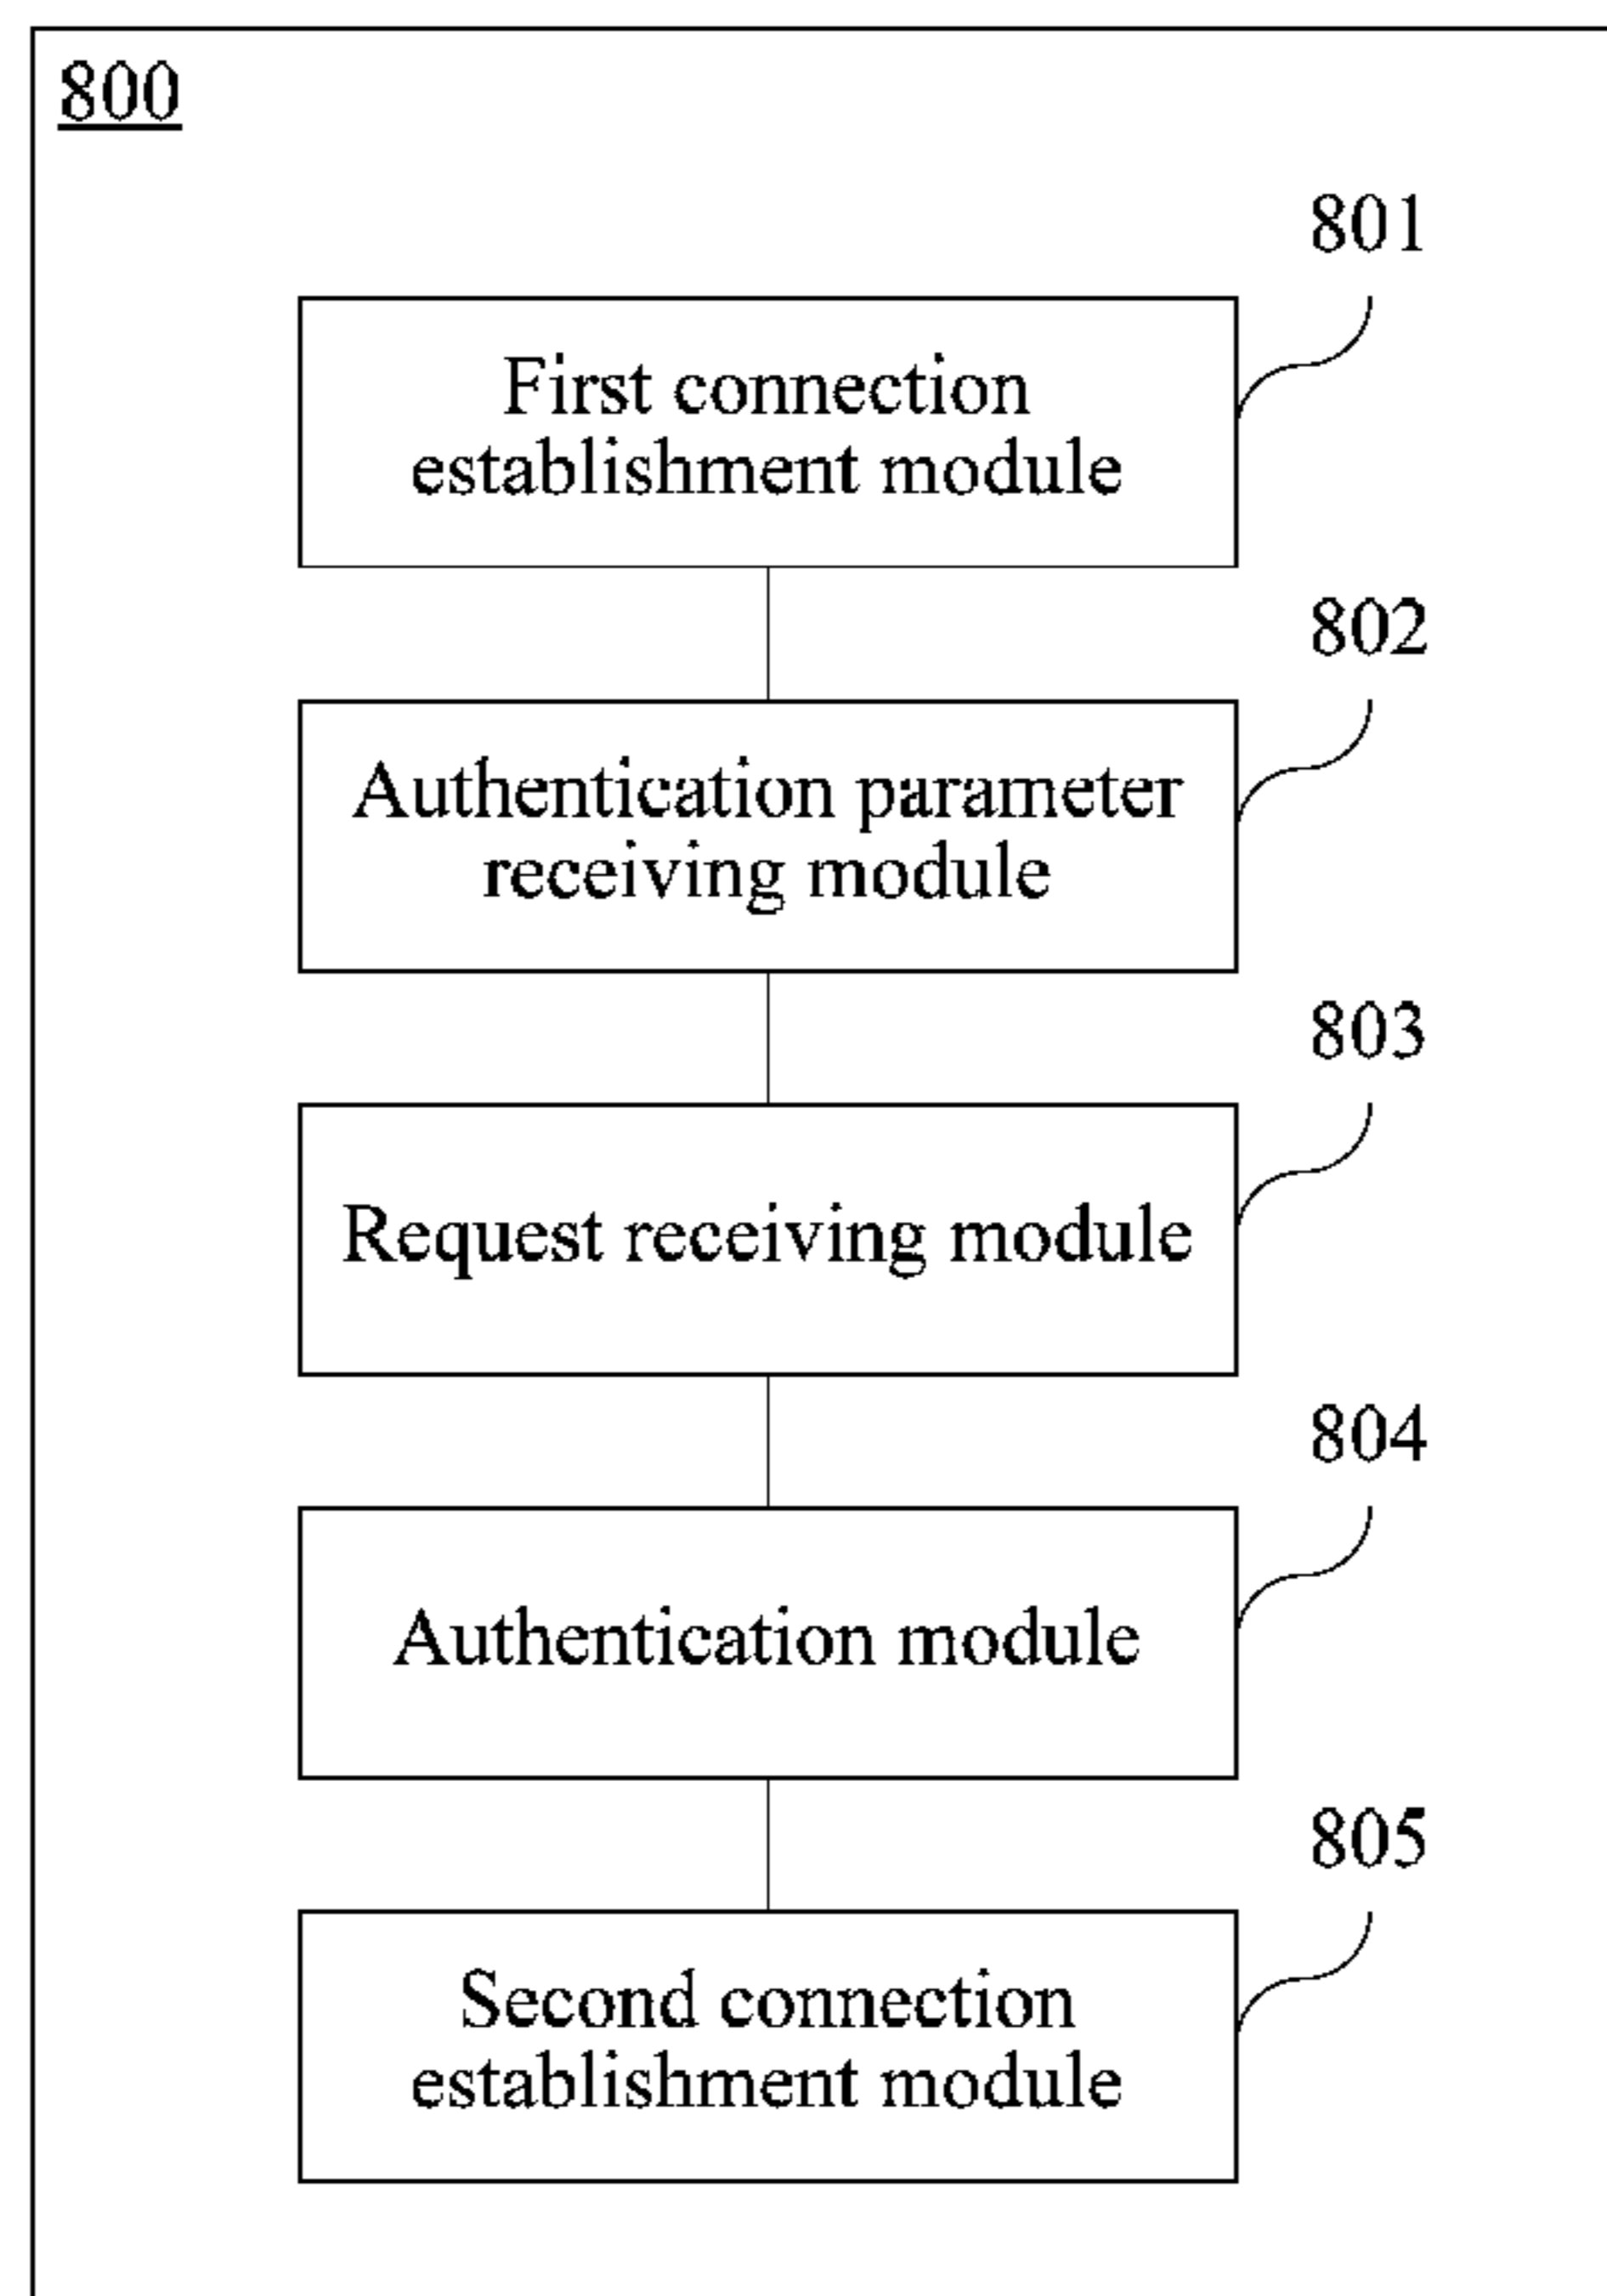 800
801
First connection
establishment module
802
Authentication parameter
receiving module
803
Request receiving module
804
Authentication module
805
Second connection
establishment module